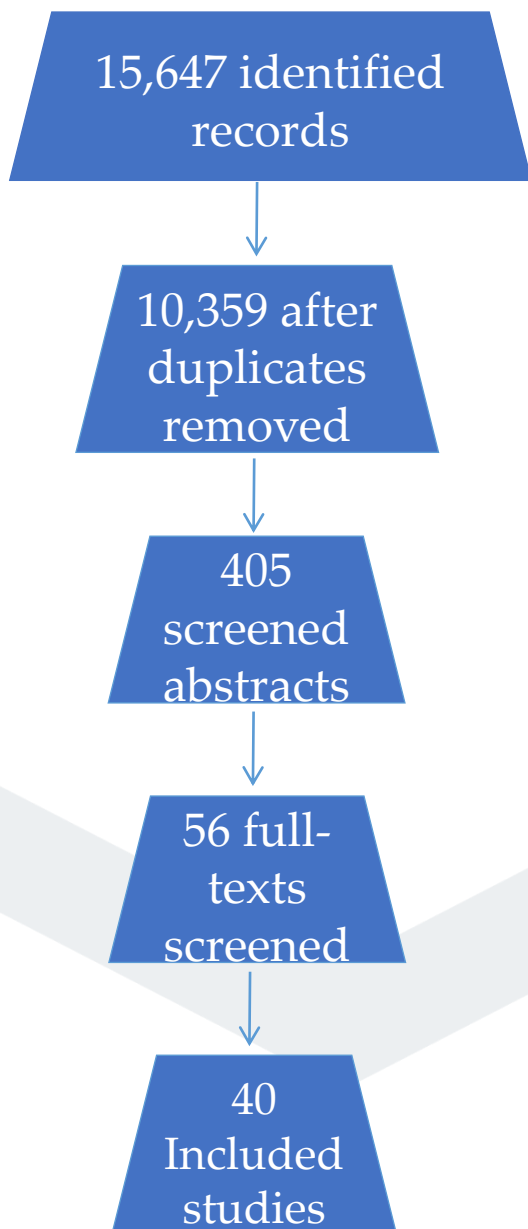 15,647 identified
records
10,359 after
duplicates
removed
405
screened
abstracts
56 full-
texts
screened
40
Included
studies